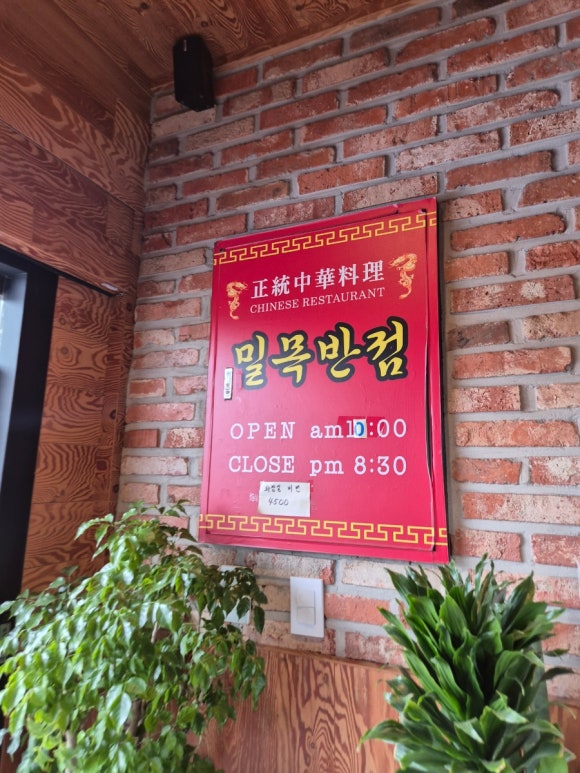 正統中華料理
CHINESE RESTAURANT
밀목반점
OPEN am10:00
CLOSE pm 8:30
4500